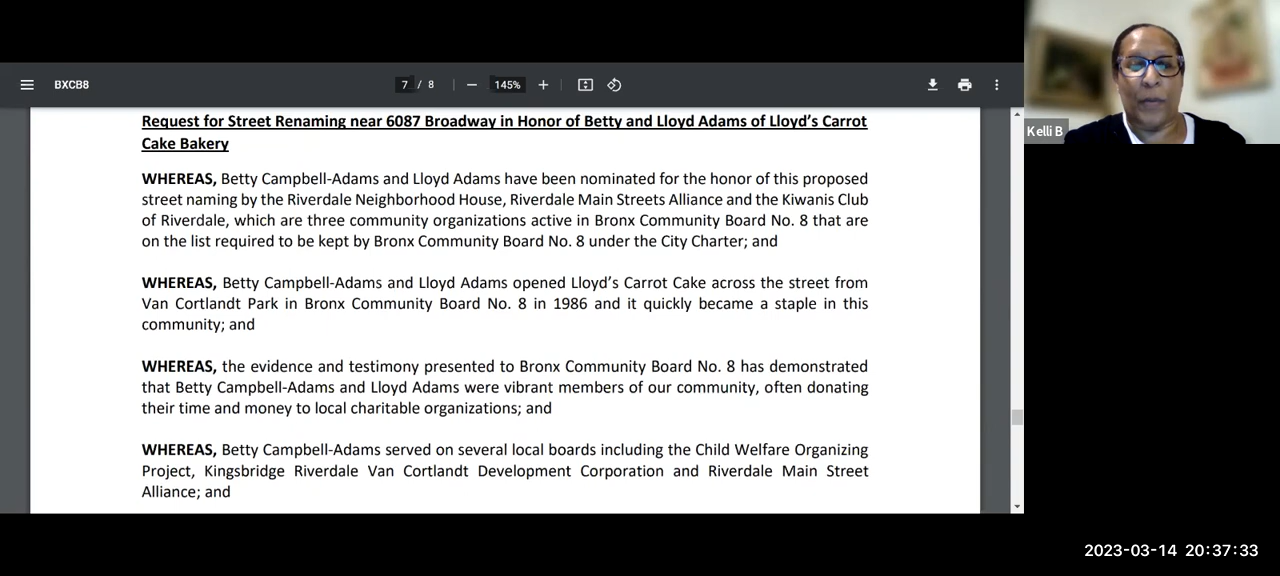 BXCB8
7 / 8
145%
Request for Street Renaming near 6087 Broadway in Honor of Betty and Lloyd Adams of Lloyd's Carrot
Cake Bakery
WHEREAS, Betty Campbell-Adams and Lloyd Adams have been nominated for the honor of this proposed
street naming by the Riverdale Neighborhood House, Riverdale Main Streets Alliance and the Kiwanis Club
of Riverdale, which are three community organizations active in Bronx Community Board No. 8 that are
on the list required to be kept by Bronx Community Board No. 8 under the City Charter; and
WHEREAS, Betty Campbell-Adams and Lloyd Adams opened Lloyd's Carrot Cake across the street from
Van Cortlandt Park in Bronx Community Board No. 8 in 1986 and it quickly became a staple in this
community; and
WHEREAS, the evidence and testimony presented to Bronx Community Board No. 8 has demonstrated
that Betty Campbell-Adams and Lloyd Adams were vibrant members of our community, often donating
their time and money to local charitable organizations; and
WHEREAS, Betty Campbell-Adams served on several local boards including the Child Welfare Organizing
Project, Kingsbridge Riverdale Van Cortlandt Development Corporation and Riverdale Main Street
Alliance; and
Kelli B
2023-03-14 20:37:33